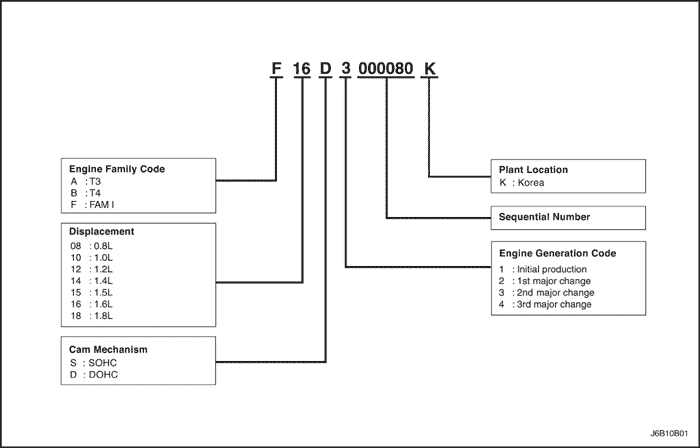 F 16 D 3 000080 K
Engine Family Code
A : T3
B : T4
F : FAM I
Displacement
08 : 0.8L
10 : 1.0L
12 : 1.2L
14 : 1.4L
15 : 1.5L
16 : 1.6L
18 : 1.8L
Cam Mechanism
S : SOHC
D : DOHC
Plant Location
K : Korea
Sequential Number
Engine Generation Code
1 : Initial production
2 : 1st major change
3 : 2nd major change
4 : 3rd major change
J6B10B01